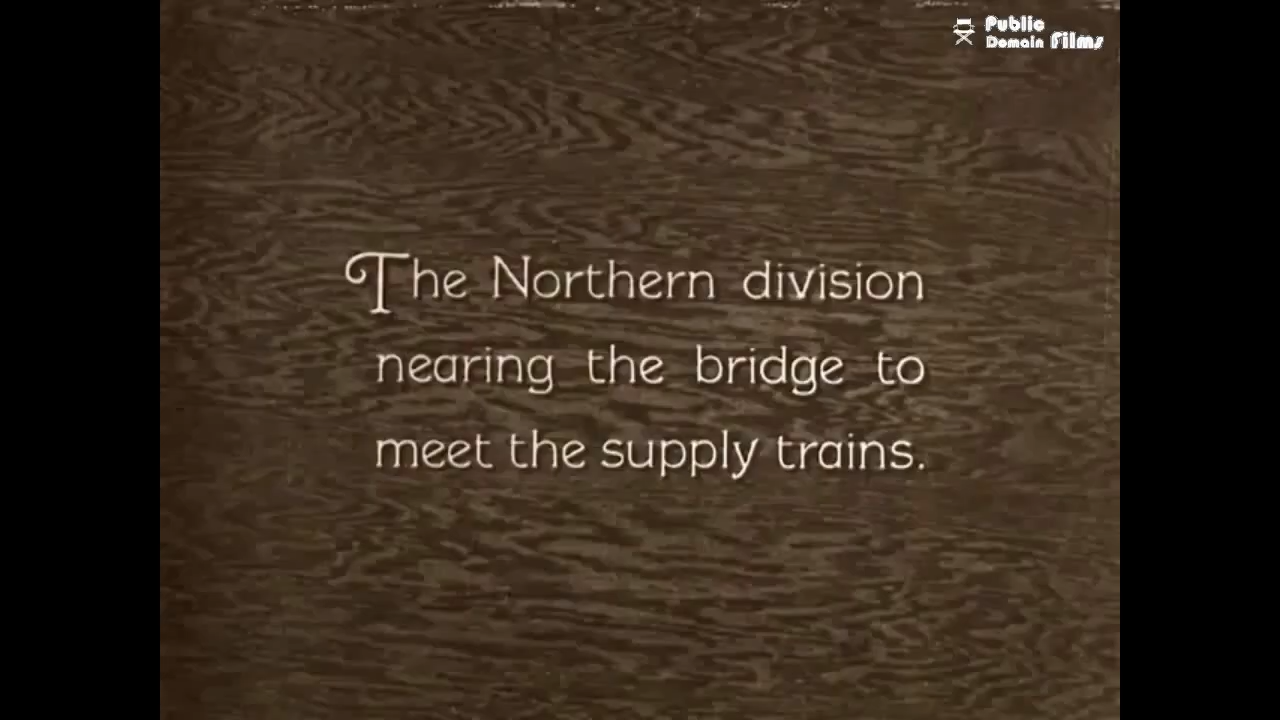 Public
Domain Films
The Northern division
nearing the bridge to
meet the supply trains.